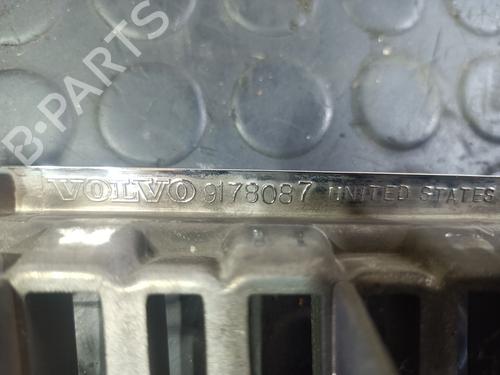 B-PARTS
VOLVO 9178087 UNITED STATES